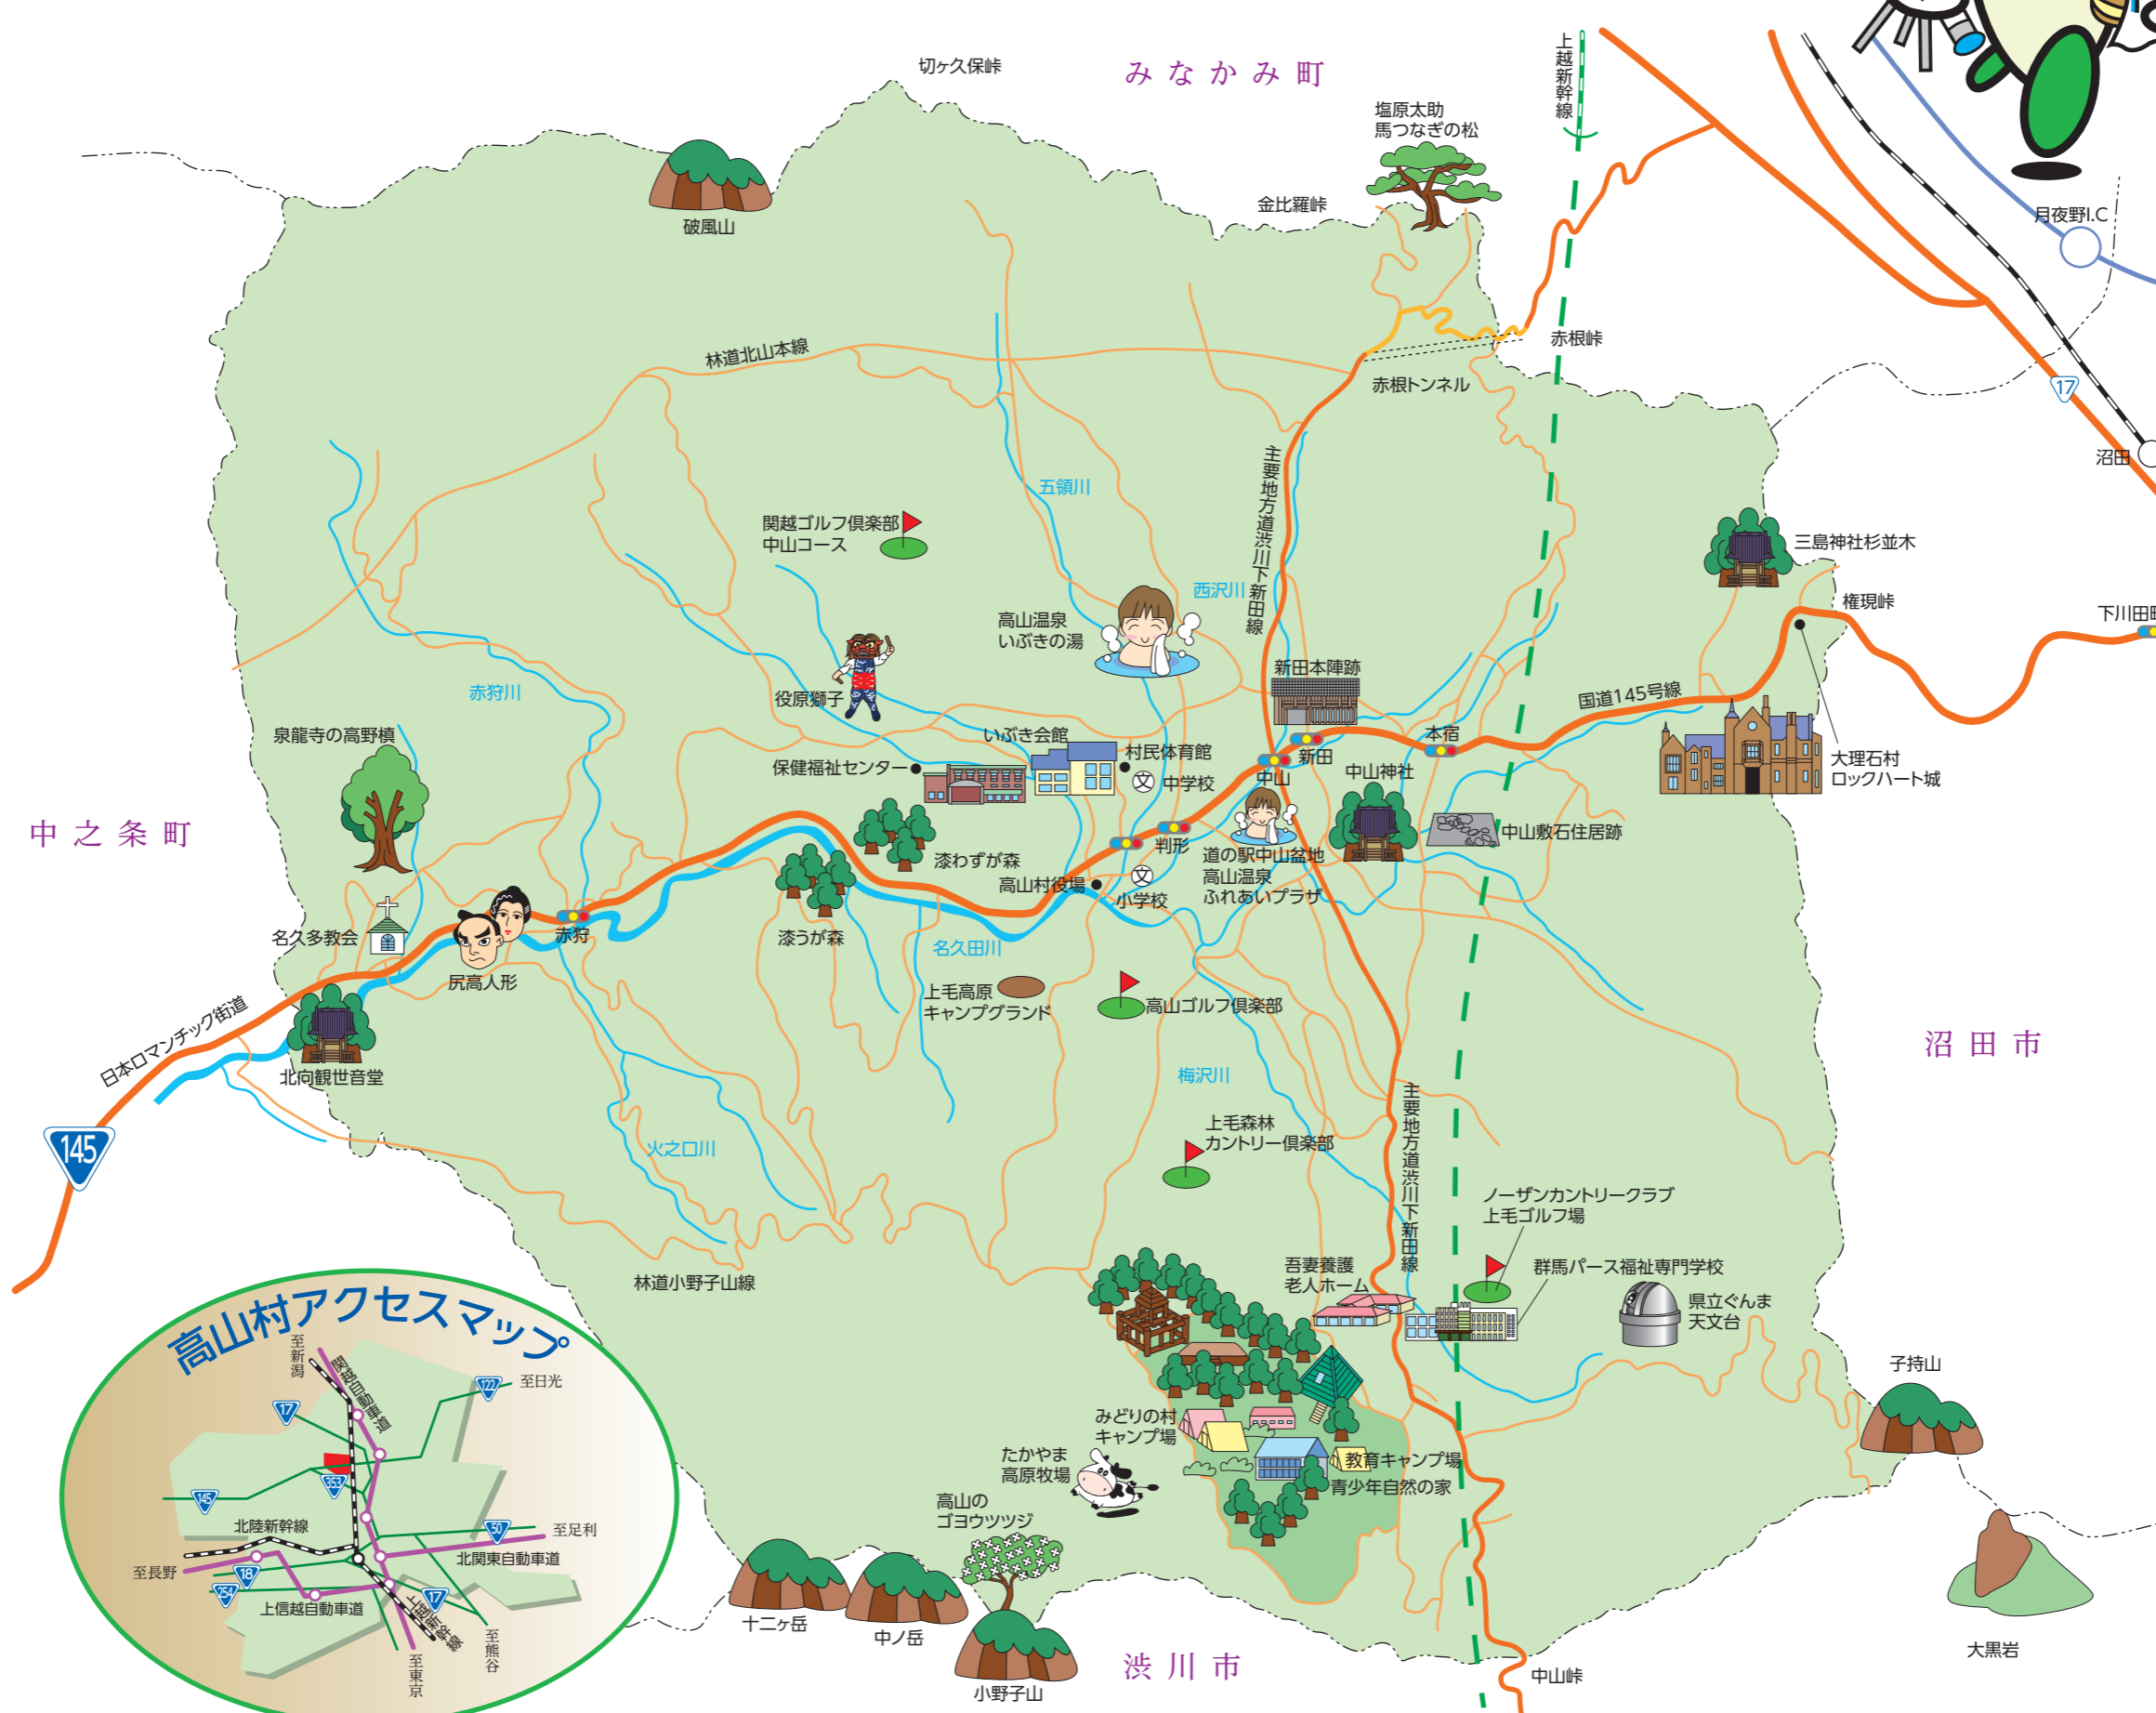 切ヶ久保峠
みなかみ町
上越新幹線
塩原太助
馬つなぎの松
金比羅峠
破風山
月夜野I.C
赤根峠
林道北山本線
赤根トンネル
17
沼田
主要地方道渋川下新田線
五領川
関越ゴルフ倶楽部
中山コース
三島神社杉並木
西沢川
権現峠
下川田町
高山温泉
いぶきの湯
新田本陣跡
赤狩川
役原獅子
国道145号線
泉龍寺の高野槙
いぶき会館
村民体育館
本宿
新田
保健福祉センター
文
中学校
中山
中山神社
大理石村
ロックハート城
中之条町
中山敷石住居跡
判形
漆わずが森
道の駅中山盆地
高山温泉
ふれあいプラザ
高山村役場
文
小学校
名久多教会
赤狩
漆うが森
名久田川
尻高人形
上毛高原
キャンプグランド
高山ゴルフ倶楽部
日本ロマンチック街道
沼田市
北向観世音堂
梅沢川
145
主要地方道渋川下新田線
上毛森林
カントリー倶楽部
火之口川
ノーザンカントリークラブ
上毛ゴルフ場
吾妻養護
老人ホーム
群馬パース福祉専門学校
県立ぐんま
天文台
林道小野子山線
子持山
みどりの村
キャンプ場
たかやま
高原牧場
教育キャンプ場
青少年自然の家
高山の
ゴヨウツツジ
十二ヶ岳
中ノ岳
小野子山
渋川市
中山峠
大黒岩
高山村アクセスマップ
至新潟
関越自動車道
122
至日光
17
353
145
北陸新幹線
50
至足利
北関東自動車道
至長野
18
254
上信越自動車道
17
上越新幹線
至熊谷
至東京